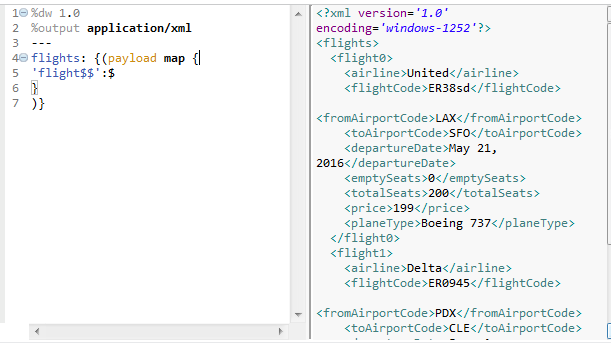 1 %dw 1.0
2 %output application/xml
3 ---
4 flights: {(payload map {
5 'flight$$':$
6 }
7 )}
<?xml version='1.0'
encoding='windows-1252'?>
<flights>
<flight0>
<airline>United</airline>
<flightCode>ER38sd</flightCode>
<fromAirportCode>LAX</fromAirportCode>
<toAirportCode>SFO</toAirportCode>
<departureDate>May 21,
2016</departureDate>
<emptySeats>0</emptySeats>
<totalSeats>200</totalSeats>
<price>199</price>
<planeType>Boeing 737</planeType>
</flight0>
<flight1>
<airline>Delta</airline>
<flightCode>ER0945</flightCode>
<fromAirportCode>PDX</fromAirportCode>
<toAirportCode>CLE</toAirportCode>